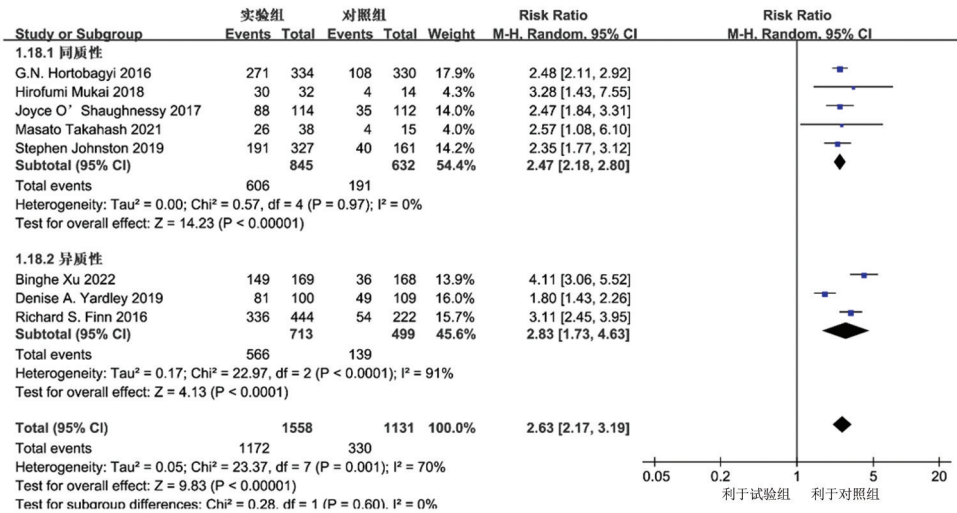 实验组 对照组 Risk Ratio Risk Ratio
Study or Subgroup Events Total Events Total Weight M-H, Random, 95% CI M-H, Random, 95% CI
1.18.1 同质性
G.N. Hortobagyi 2016 271 334 108 330 17.9% 2.48 [2.11, 2.92]
Hirofumi Mukai 2018 30 32 4 14 4.3% 3.28 [1.43, 7.55]
Joyce O’ Shaughnessy 2017 88 114 35 112 14.0% 2.47 [1.84, 3.31]
Masato Takahash 2021 26 38 4 15 4.0% 2.57 [1.08, 6.10]
Stephen Johnston 2019 191 327 40 161 14.2% 2.35 [1.77, 3.12]
Subtotal (95% CI) 845 632 54.4% 2.47 [2.18, 2.80]
Total events 606 191
Heterogeneity: Tau² = 0.00; Chi² = 0.57, df = 4 (P = 0.97); I² = 0%
Test for overall effect: Z = 14.23 (P < 0.00001)
1.18.2 异质性
Binghe Xu 2022 149 169 36 168 13.9% 4.11 [3.06, 5.52]
Denise A. Yardley 2019 81 100 49 109 16.0% 1.80 [1.43, 2.26]
Richard S. Finn 2016 336 444 54 222 15.7% 3.11 [2.45, 3.95]
Subtotal (95% CI) 713 499 45.6% 2.83 [1.73, 4.63]
Total events 566 139
Heterogeneity: Tau² = 0.17; Chi² = 22.97, df = 2 (P < 0.0001); I² = 91%
Test for overall effect: Z = 4.13 (P < 0.0001)
Total (95% CI) 1558 1131 100.0% 2.63 [2.17, 3.19]
Total events 1172 330
Heterogeneity: Tau² = 0.05; Chi² = 23.37, df = 7 (P = 0.001); I² = 70%
Test for overall effect: Z = 9.83 (P < 0.00001)
Test for subgroup differences: Chi² = 0.28, df = 1 (P = 0.60), I² = 0%
0.05 0.2 1 5 20
利于试验组 利于对照组